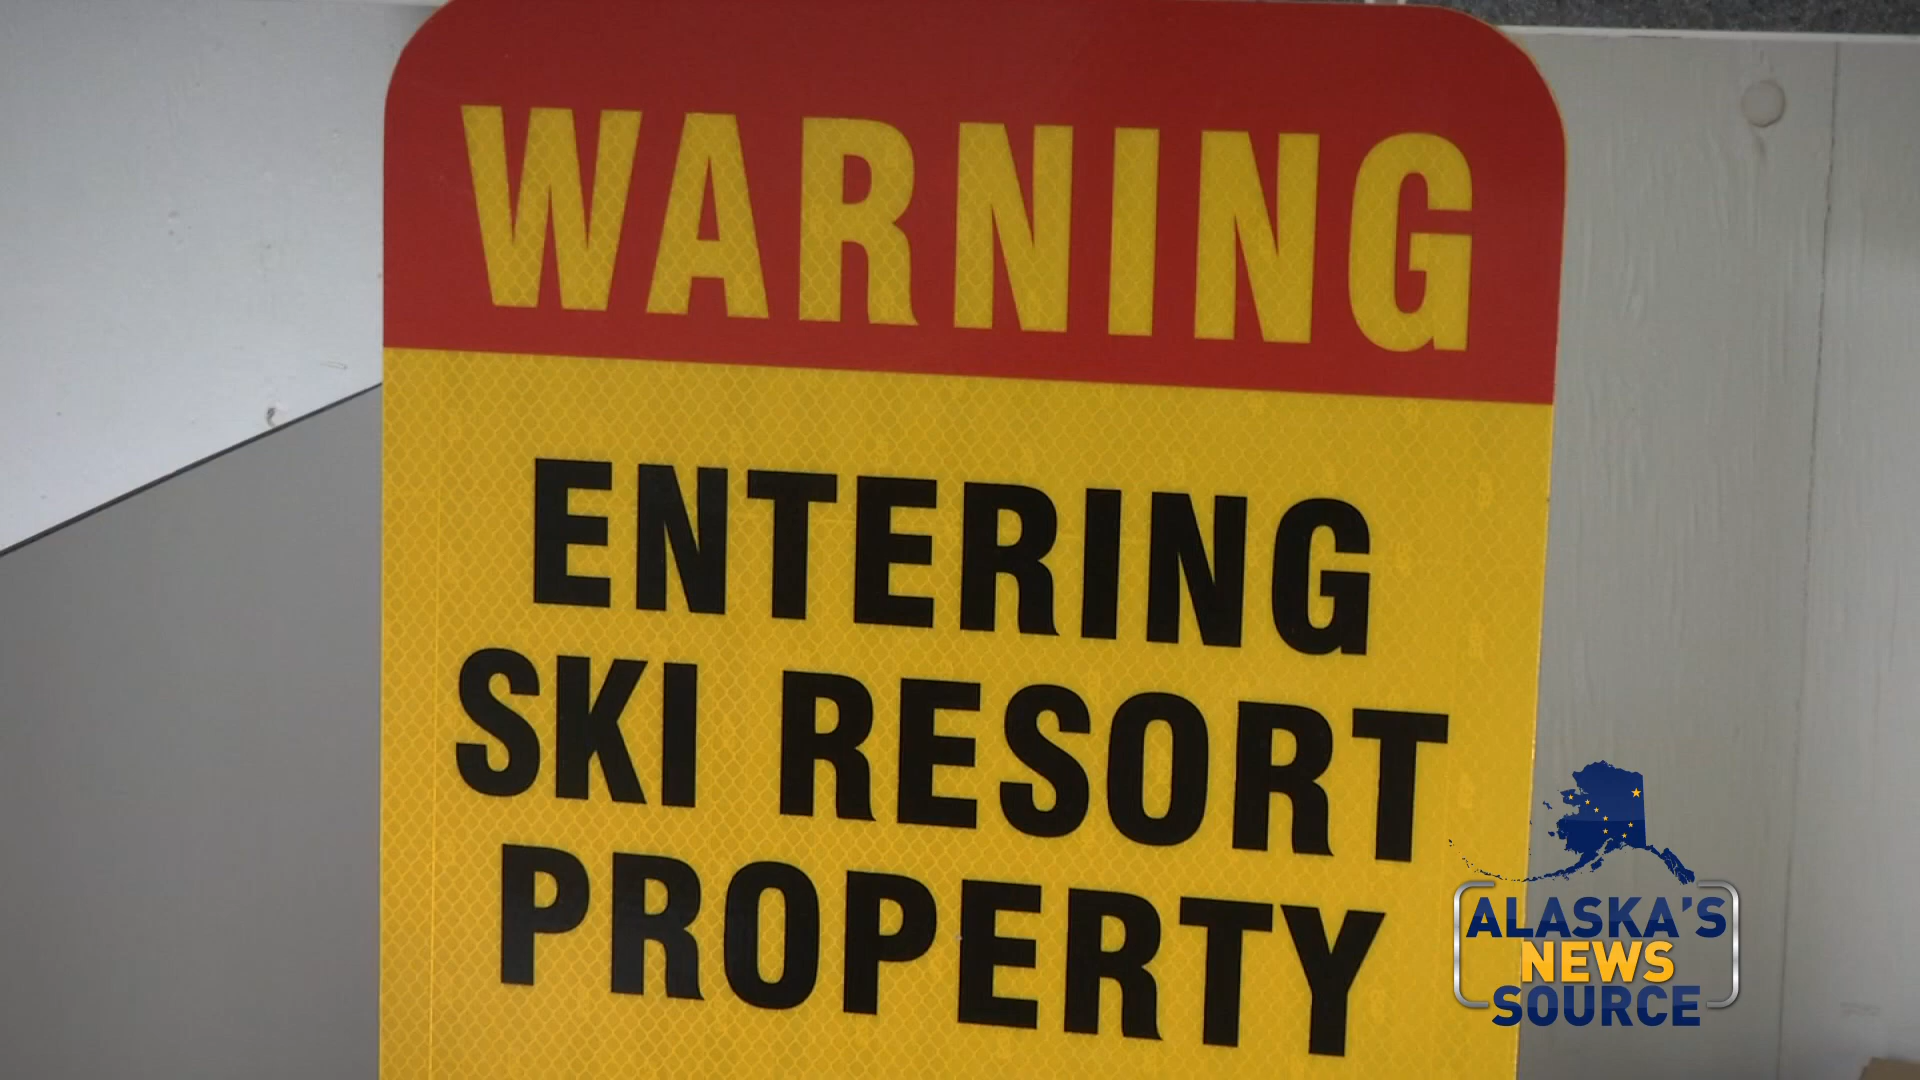 WARNING
ENTERING
SKI RESORT
PROPERTY
ALASKA'S
NEWS
SOURCE